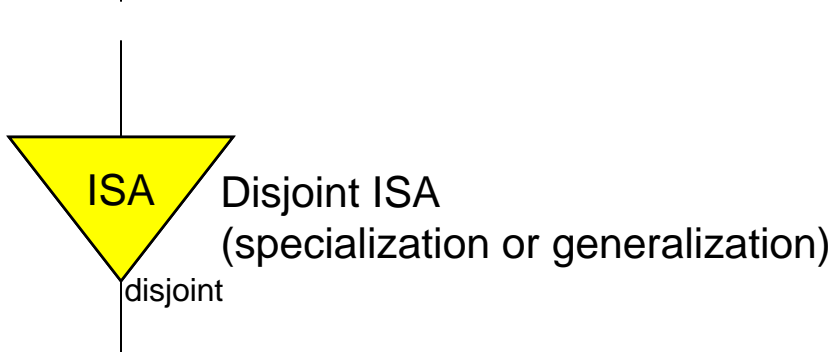 ISA
Disjoint ISA
(specialization or generalization)
disjoint